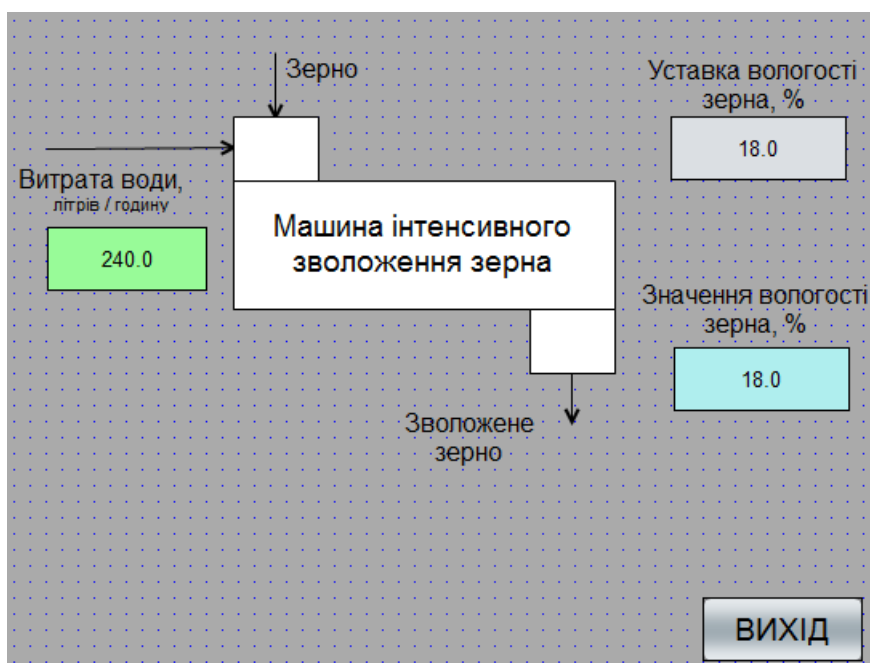 Зерно
Уставка вологості
зерна, %
18.0
Витрата води,
літрів / годину
240.0
Машина інтенсивного
зволоження зерна
Значення вологості
зерна, %
18.0
Зволожене
зерно
ВИХІД